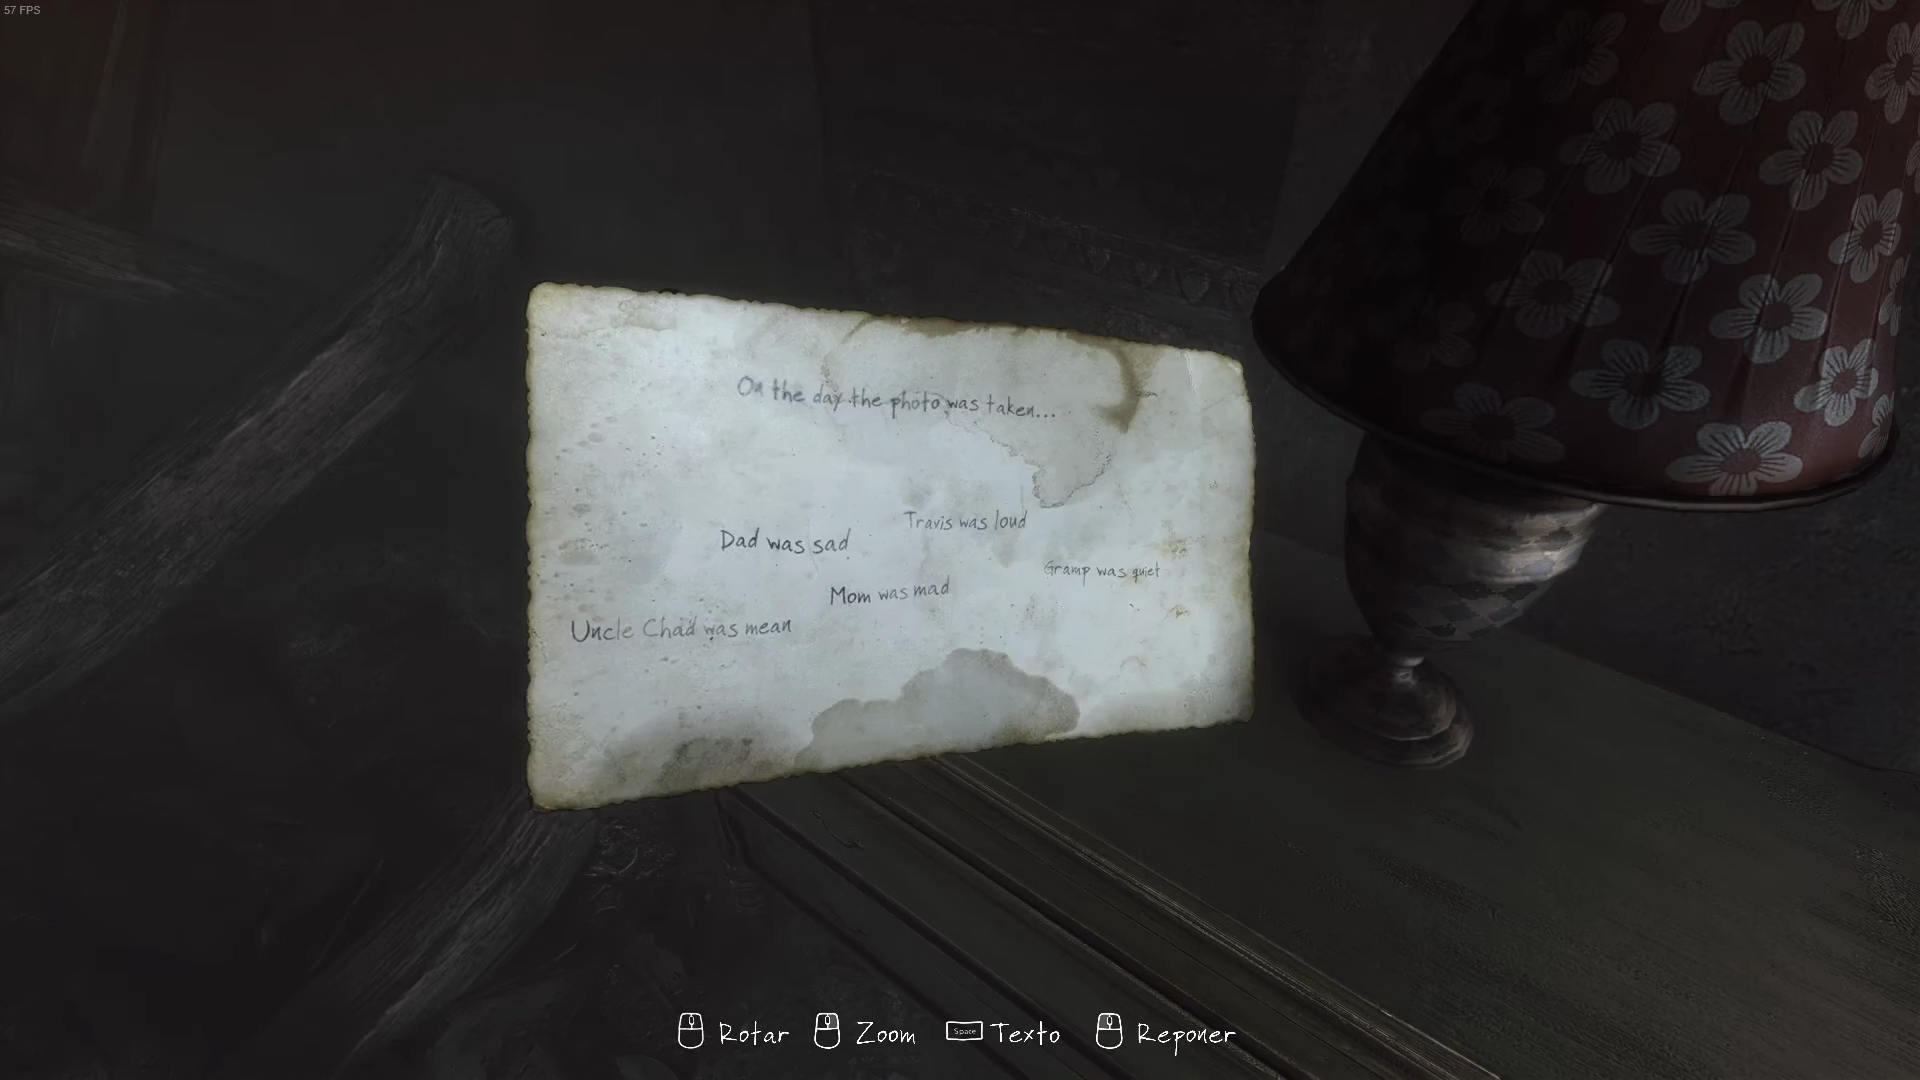 57 FPS
On the day the photo was taken...
Travis was loud
Dad was sad
Gramp was quiet
Mom was mad
Uncle Chad was mean
Rotar Zoom Space Texto Reponer